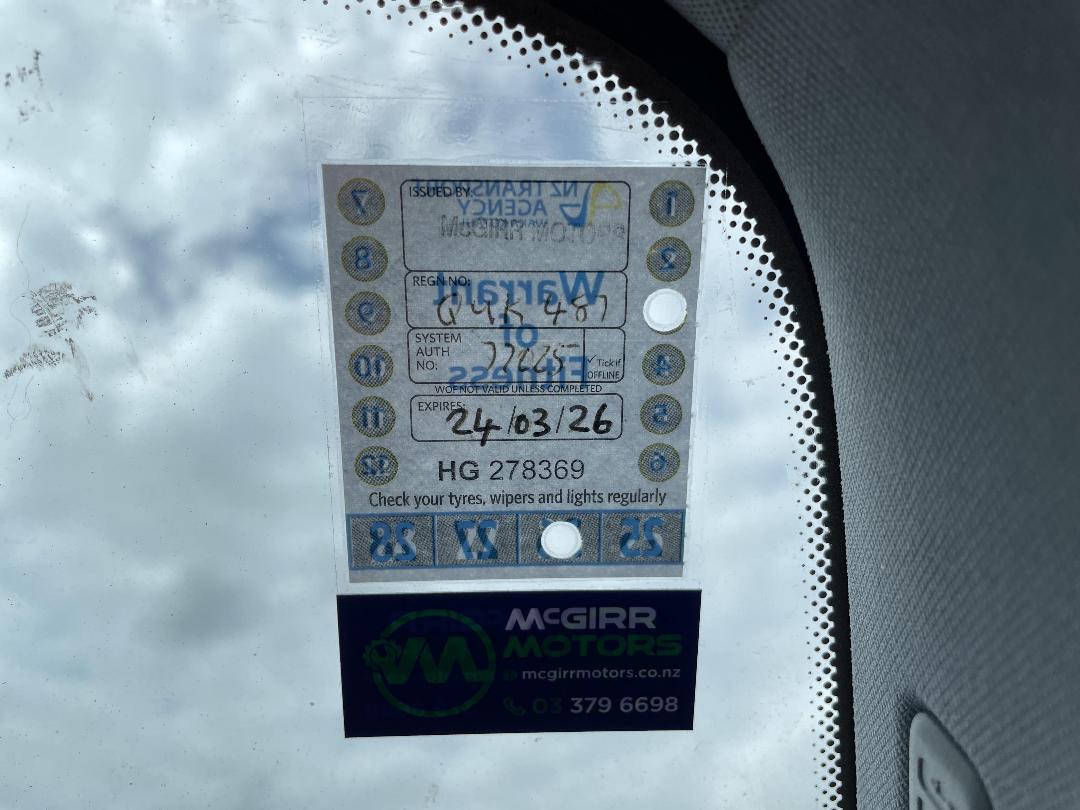 ISSUED BY:
NZ TRANSPORT
AGENCY
WAKA KOTAHI
McGIRR MOTORS
REGN NO:
Warrant
of
Fitness
SYSTEM
AUTH
NO:
✓ Tick if
OFFLINE
WOF NOT VALID UNLESS COMPLETED
EXPIRES:
24/03/26
HG 278369
Check your tyres, wipers and lights regularly
7 1
8 2
9
10 4
11 5
12 6
28 27 25
McGIRR
MOTORS
mcgirrmotors.co.nz
03 379 6698